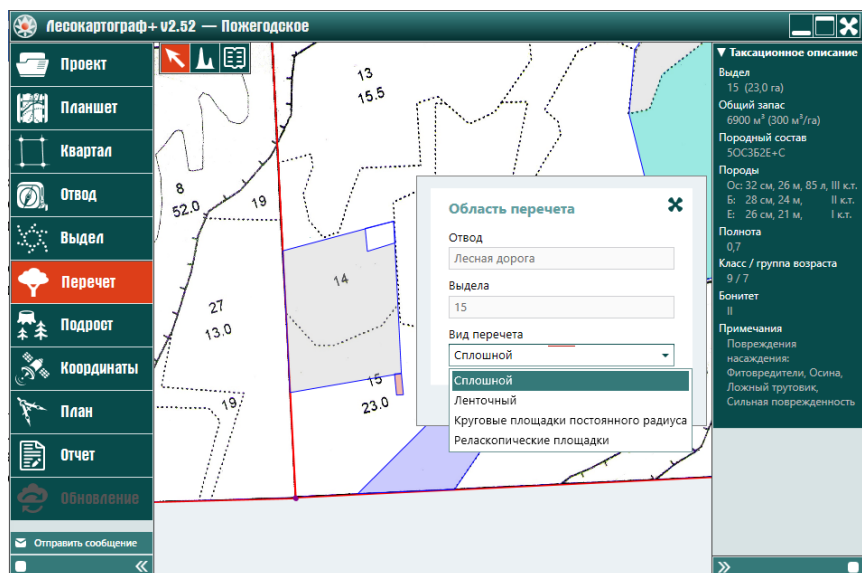 Лесокартограф+ v2.52 — Пожегодское
Проект
Планшет
Квартал
Отвод
Выдел
Перечет
Подрост
Координаты
План
Отчет
Обновление
Отправить сообщение
13
15.5
8
52.0
19
14
27
13.0
15
23.0
19
Область перечета
Отвод
Лесная дорога
Выдела
15
Вид перечета
Сплошной
Сплошной
Ленточный
Круговые площадки постоянного радиуса
Реласкопические площадки
Таксационное описание
Выдел
15 (23,0 га)
Общий запас
6900 м³ (300 м³/га)
Породный состав
5ОС3Б2Е+С
Породы
Ос: 32 см, 26 м, 85 л, III к.т.
Б: 28 см, 24 м, II к.т.
Е: 26 см, 21 м, I к.т.
Полнота
0,7
Класс / группа возраста
9 / 7
Бонитет
II
Примечания
Повреждения
насаждения:
Фитовредители, Осина,
Ложный трутовик,
Сильная поврежденность